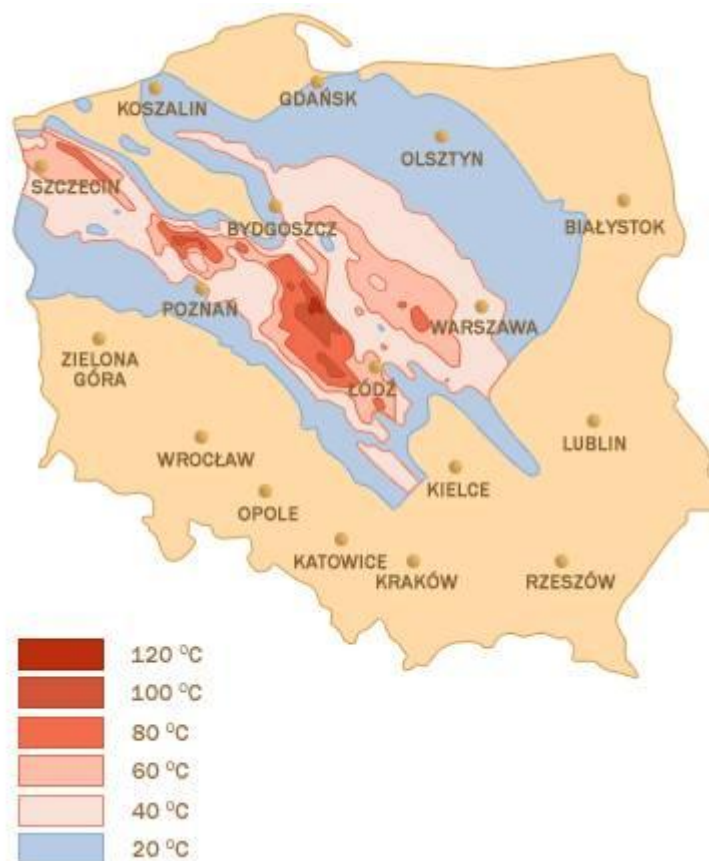 KOSZALIN
GDAŃSK
OLSZTYN
SZCZECIN
BYDGOSZCZ
BIAŁYSTOK
POZNAŃ
WARSZAWA
ZIELONA
GÓRA
ŁÓDŹ
WROCŁAW
LUBLIN
KIELCE
OPOLE
KATOWICE
KRAKÓW
RZESZÓW
120 °C
100 °C
80 °C
60 °C
40 °C
20 °C